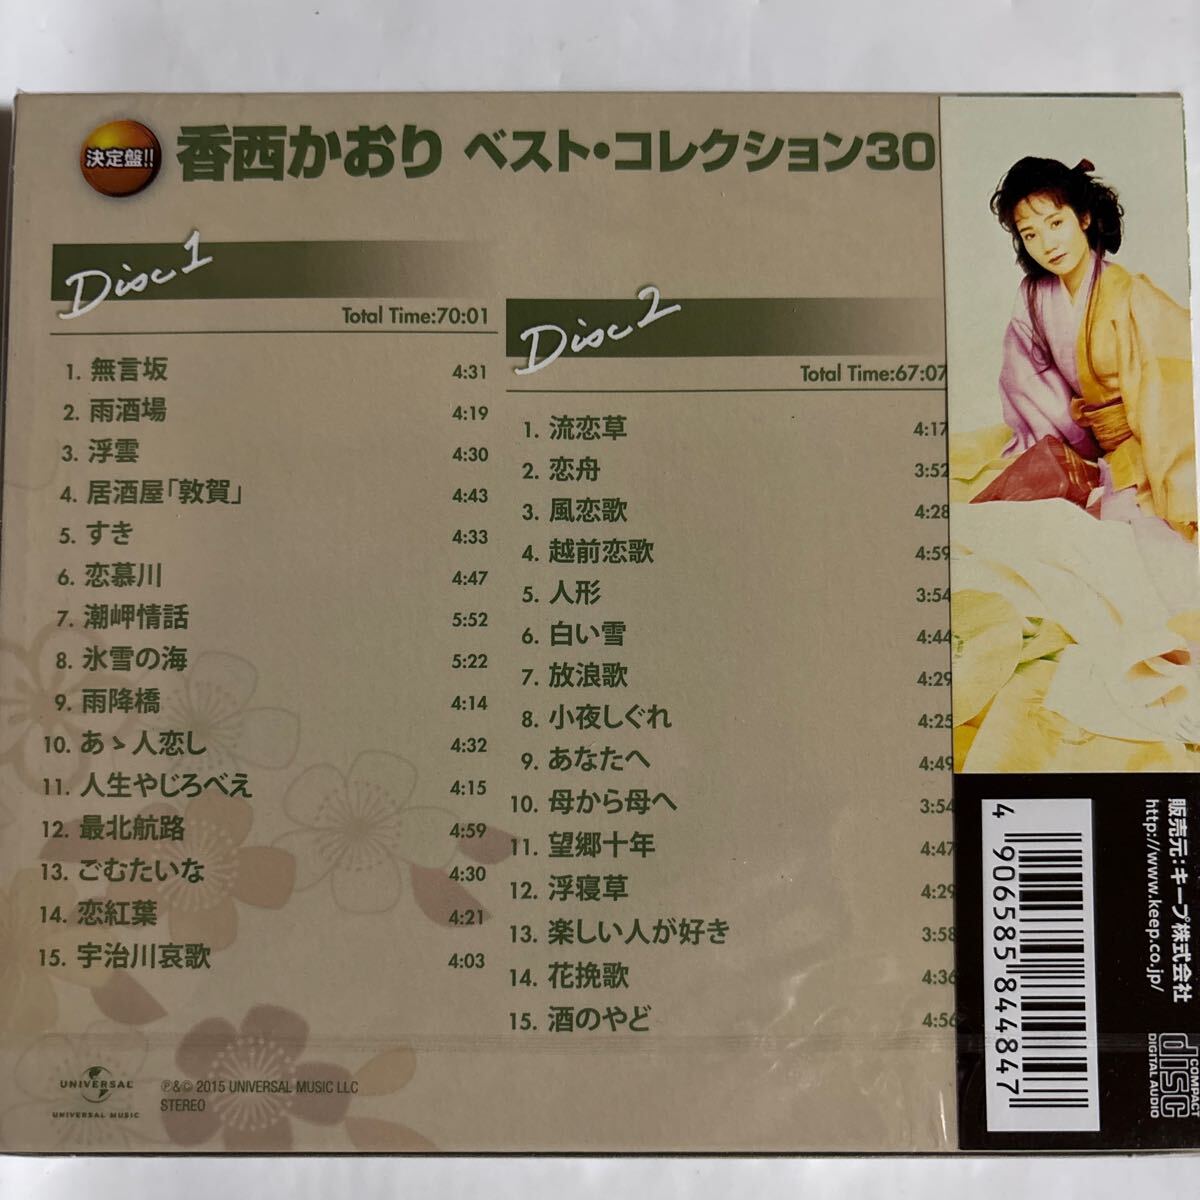 決定盤!!
香西かおり ベスト・コレクション30
Disc 1
Total Time:70:01
1. 無言坂 4:31
2. 雨酒場 4:19
3. 浮雲 4:30
4. 居酒屋「敦賀」 4:43
5. すき 4:33
6. 恋慕川 4:47
7. 潮岬情話 5:52
8. 氷雪の海 5:22
9. 雨降橋 4:14
10. あゝ人恋し 4:32
11. 人生やじろべえ 4:15
12. 最北航路 4:59
13. ごむたいな 4:30
14. 恋紅葉 4:21
15. 宇治川哀歌 4:03
Disc 2
Total Time:67:07
1. 流恋草 4:17
2. 恋舟 3:52
3. 風恋歌 4:28
4. 越前恋歌 4:59
5. 人形 3:54
6. 白い雪 4:44
7. 放浪歌 4:29
8. 小夜しぐれ 4:25
9. あなたへ 4:49
10. 母から母へ 3:54
11. 望郷十年 4:47
12. 浮寝草 4:29
13. 楽しい人が好き 3:58
14. 花挽歌 4:36
15. 酒のやど 4:56
UNIVERSAL
UNIVERSAL MUSIC
℗&© 2015 UNIVERSAL MUSIC LLC
STEREO
販売元:キープ株式会社
http://www.keep.co.jp/
4 906585 844847
COMPACT
disc
DIGITAL AUDIO